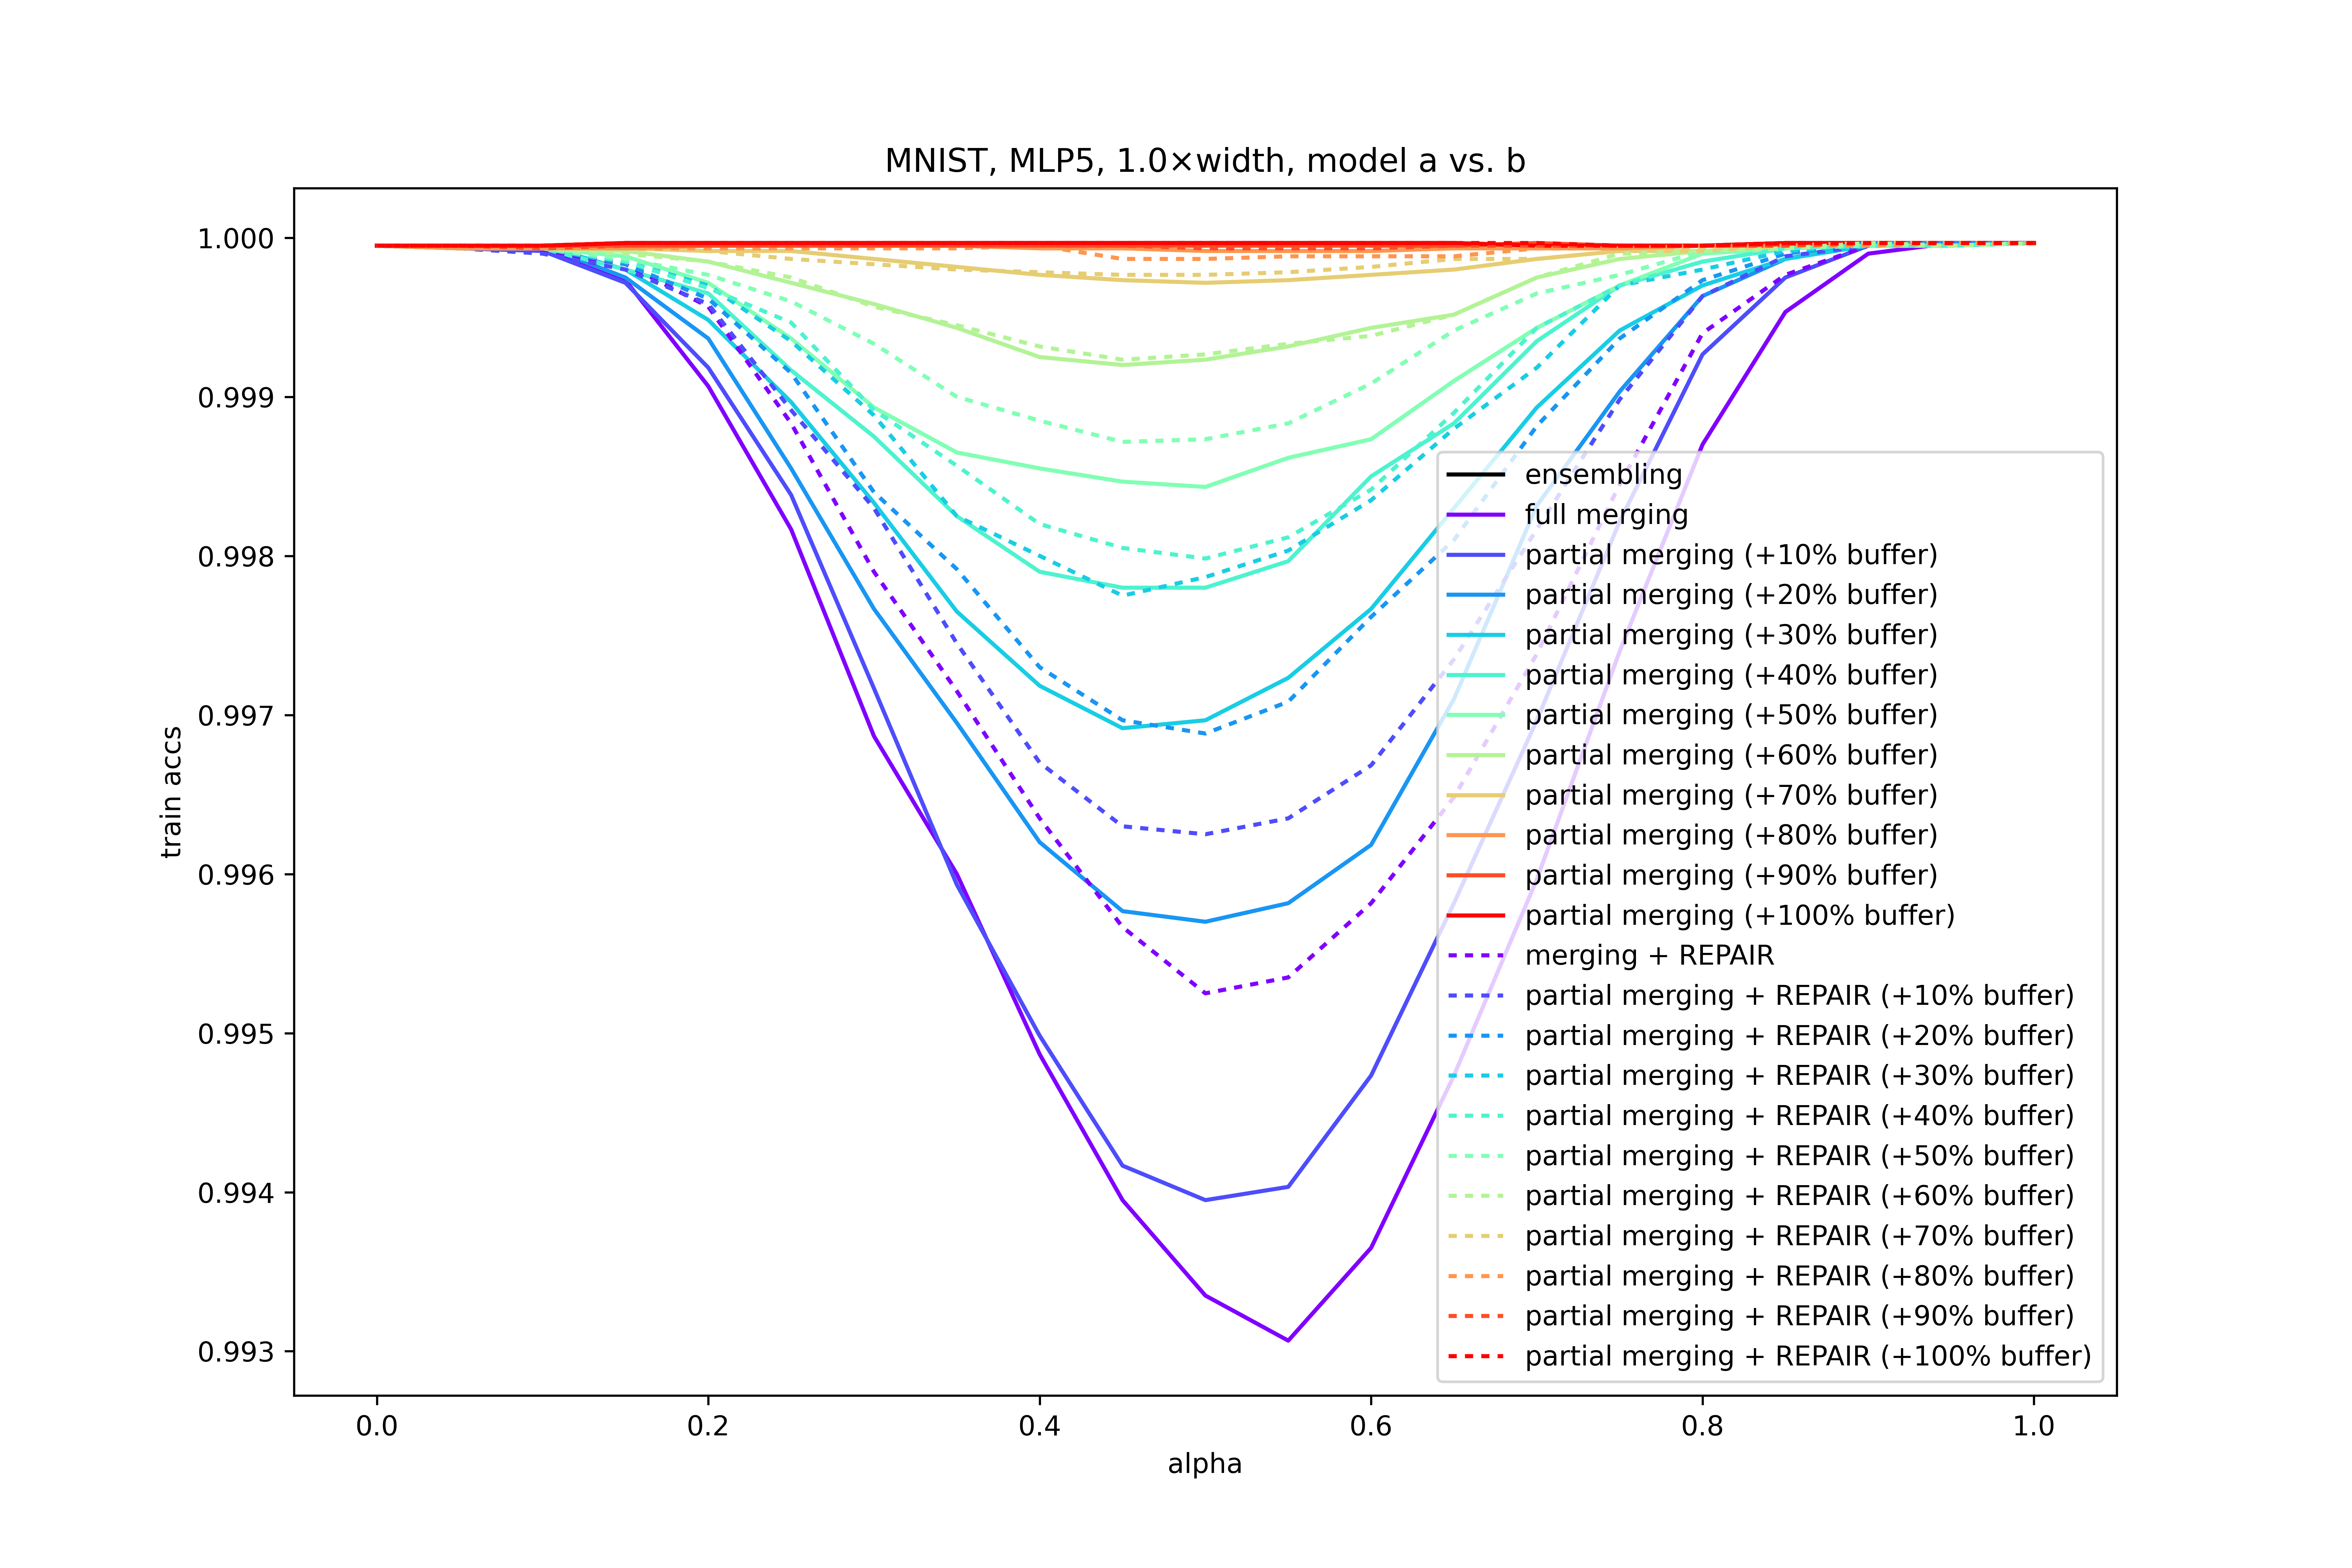 MNIST, MLP5, 1.0×width, model a vs. b
train accs
1.000
0.999
0.998
0.997
0.996
0.995
0.994
0.993
ensembling
full merging
partial merging (+10% buffer)
partial merging (+20% buffer)
partial merging (+30% buffer)
partial merging (+40% buffer)
partial merging (+50% buffer)
partial merging (+60% buffer)
partial merging (+70% buffer)
partial merging (+80% buffer)
partial merging (+90% buffer)
partial merging (+100% buffer)
merging + REPAIR
partial merging + REPAIR (+10% buffer)
partial merging + REPAIR (+20% buffer)
partial merging + REPAIR (+30% buffer)
partial merging + REPAIR (+40% buffer)
partial merging + REPAIR (+50% buffer)
partial merging + REPAIR (+60% buffer)
partial merging + REPAIR (+70% buffer)
partial merging + REPAIR (+80% buffer)
partial merging + REPAIR (+90% buffer)
partial merging + REPAIR (+100% buffer)
0.0 0.2 0.4 0.6 0.8 1.0
alpha